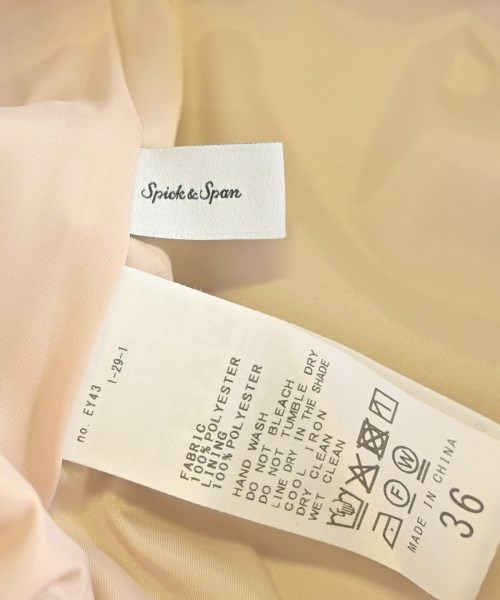 Spick & Span
no. EY43 1-29-1
FABRIC
100% POLYESTER
LINING
100% POLYESTER
HAND WASH
DO NOT BLEACH
DO NOT TUMBLE DRY
LINE DRY IN THE SHADE
COOL IRON
DRY CLEAN
WET CLEAN
F W
MADE IN CHINA
36